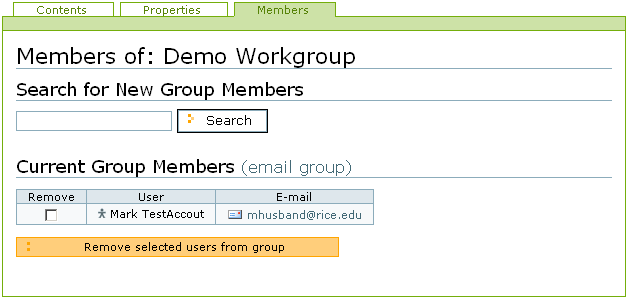 Contents Properties Members
Members of: Demo Workgroup
Search for New Group Members
Search
Current Group Members (email group)
Remove User E-mail
Mark TestAccout mhusband@rice.edu
Remove selected users from group